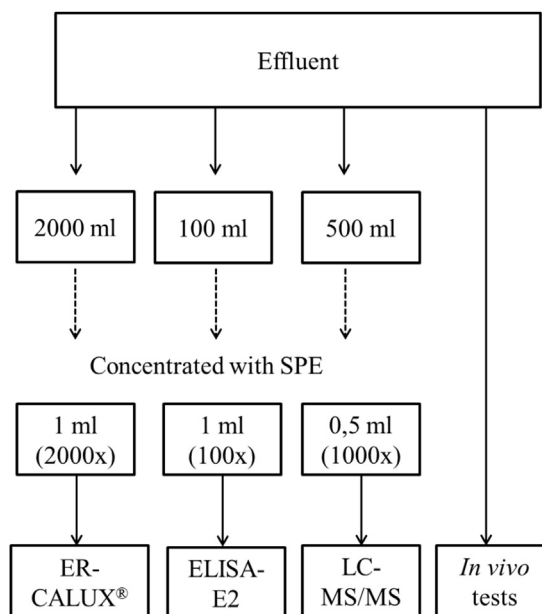 Effluent
2000 ml
100 ml
500 ml
Concentrated with SPE
1 ml
(2000x)
1 ml
(100x)
0,5 ml
(1000x)
ER-
CALUX®
ELISA-
E2
LC-
MS/MS
In vivo
tests